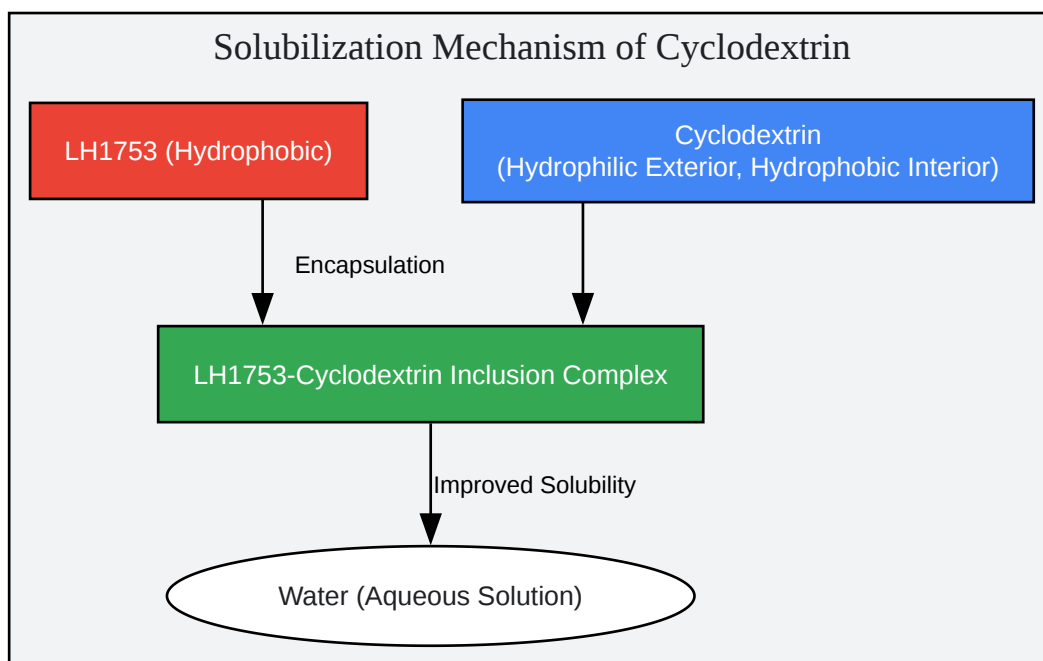 Solubilization Mechanism of Cyclodextrin
LH1753 (Hydrophobic)
Cyclodextrin
(Hydrophilic Exterior, Hydrophobic Interior)
Encapsulation
LH1753-Cyclodextrin Inclusion Complex
Improved Solubility
Water (Aqueous Solution)